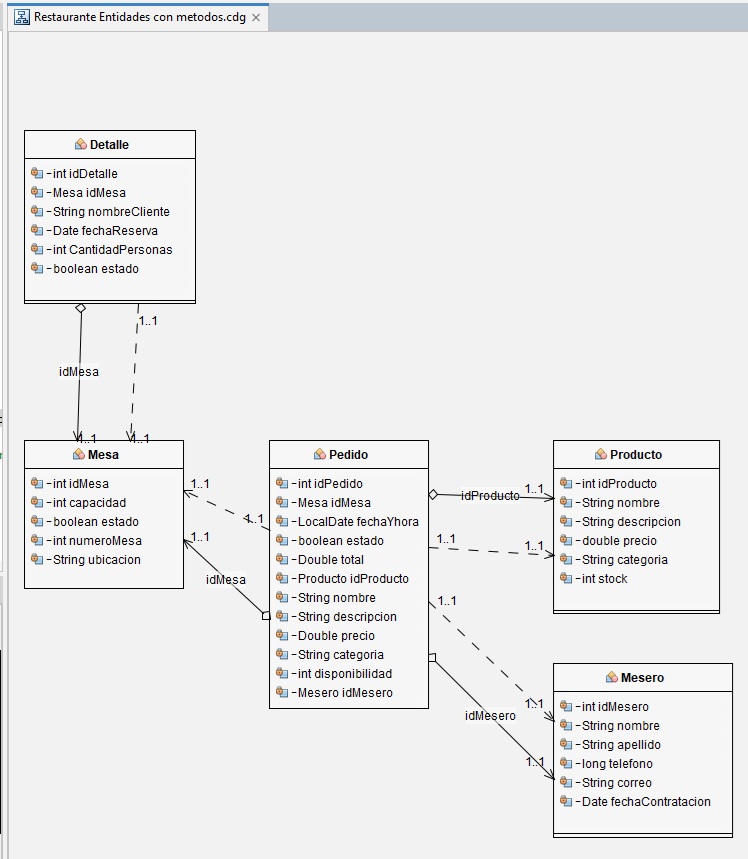 Restaurante Entidades con metodos.cdg
Detalle
-int idDetalle
-Mesa idMesa
-String nombreCliente
-Date fechaReserva
-int CantidadPersonas
-boolean estado
1..1
idMesa
1..1
1..1
Mesa
-int idMesa
-int capacidad
-boolean estado
-int numeroMesa
-String ubicacion
1..1
1..1
1..1
idMesa
Pedido
-int idPedido
-Mesa idMesa
-LocalDate fechaYhora
-boolean estado
-Double total
-Producto idProducto
-String nombre
-String descripcion
-Double precio
-String categoria
-int disponibilidad
-Mesero idMesero
idProducto
1..1
1..1
1..1
1..1
1..1
idMesero
1..1
Producto
-int idProducto
-String nombre
-String descripcion
-double precio
-String categoria
-int stock
Mesero
-int idMesero
-String nombre
-String apellido
-long telefono
-String correo
-Date fechaContratacion